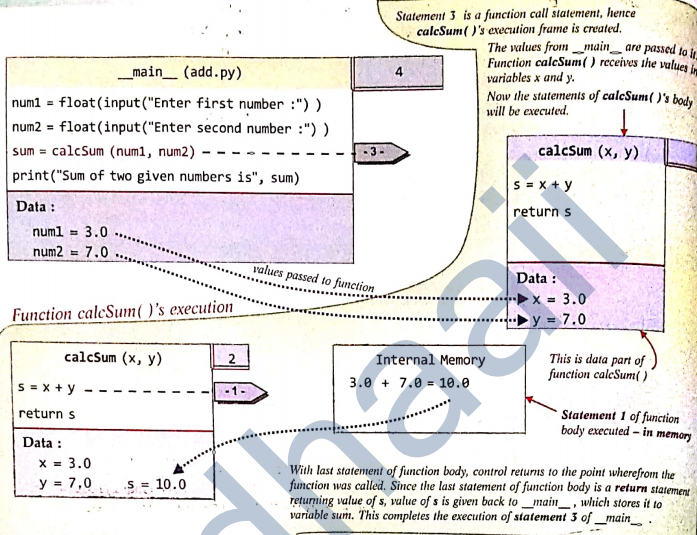 Statement 3 is a function call statement, hence
calcSum( )'s execution frame is created.
The values from __main__ are passed to it.
Function calcSum( ) receives the values in
variables x and y.
Now the statements of calcSum( )'s body
will be executed.
__main__ (add.py)
4
num1 = float(input("Enter first number :") )
num2 = float(input("Enter second number :") )
sum = calcSum (num1, num2)
-3-
print("Sum of two given numbers is", sum)
Data :
num1 = 3.0
num2 = 7.0
values passed to function
calcSum (x, y)
s = x + y
return s
Data :
x = 3.0
y = 7.0
This is data part of
function calcSum()
Function calcSum( )'s execution
calcSum (x, y)
2
s = x + y
-1-
return s
Data :
x = 3.0
y = 7,0 s = 10.0
Internal Memory
3.0 + 7.0 = 10.0
Statement 1 of function
body executed – in memory
With last statement of function body, control returns to the point wherefrom the
function was called. Since the last statement of function body is a return statement
returning value of s, value of s is given back to __main__ , which stores it to
variable sum. This completes the execution of statement 3 of __main__ .